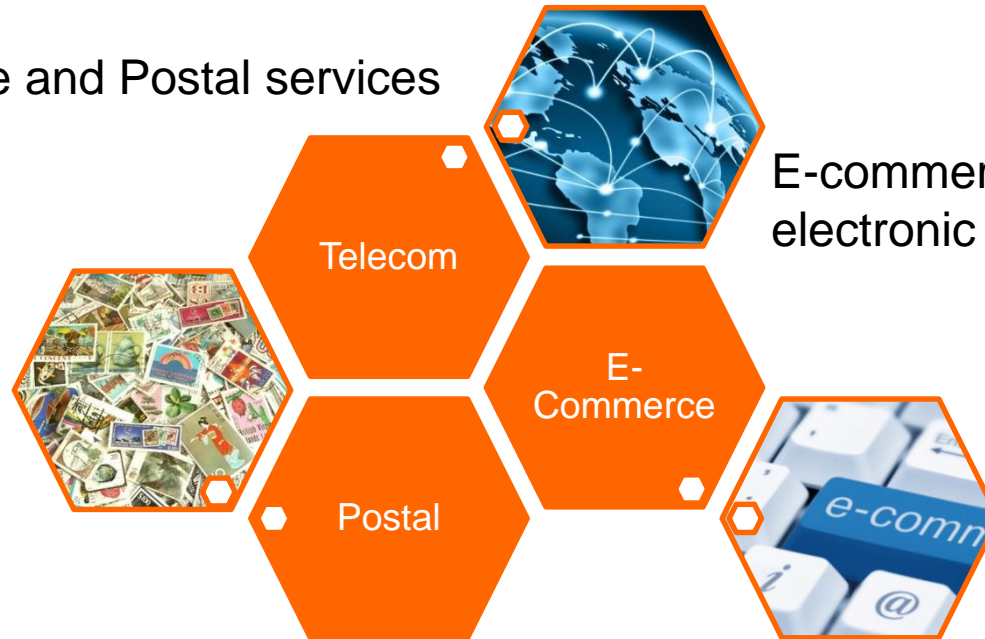 e and Postal services
E-commer
electronic
Telecom
E-
Commerce
Postal
e-comm
i
@